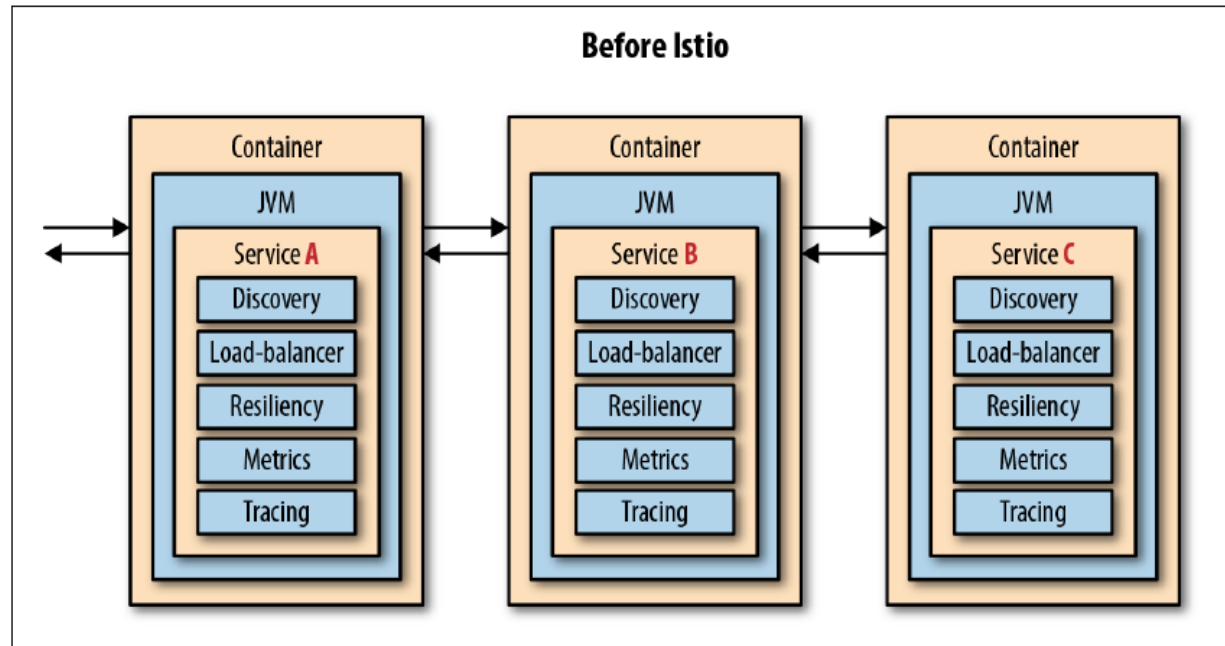 Before Istio
Container
JVM
Service A
Discovery
Load-balancer
Resiliency
Metrics
Tracing
Container
JVM
Service B
Discovery
Load-balancer
Resiliency
Metrics
Tracing
Container
JVM
Service C
Discovery
Load-balancer
Resiliency
Metrics
Tracing